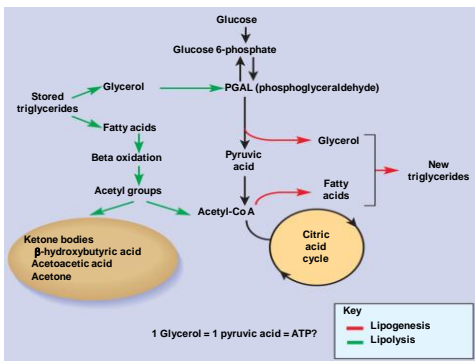 Glucose
Glucose 6-phosphate
Stored
triglycerides
Glycerol
PGAL (phosphoglyceraldehyde)
Fatty acids
Glycerol
Beta oxidation
Pyruvic
acid
New
triglycerides
Acetyl groups
Fatty
acids
Acetyl-CoA
Ketone bodies
β-hydroxybutyric acid
Acetoacetic acid
Acetone
Citric
acid
cycle
Key
Lipogenesis
Lipolysis
1 Glycerol = 1 pyruvic acid = ATP?